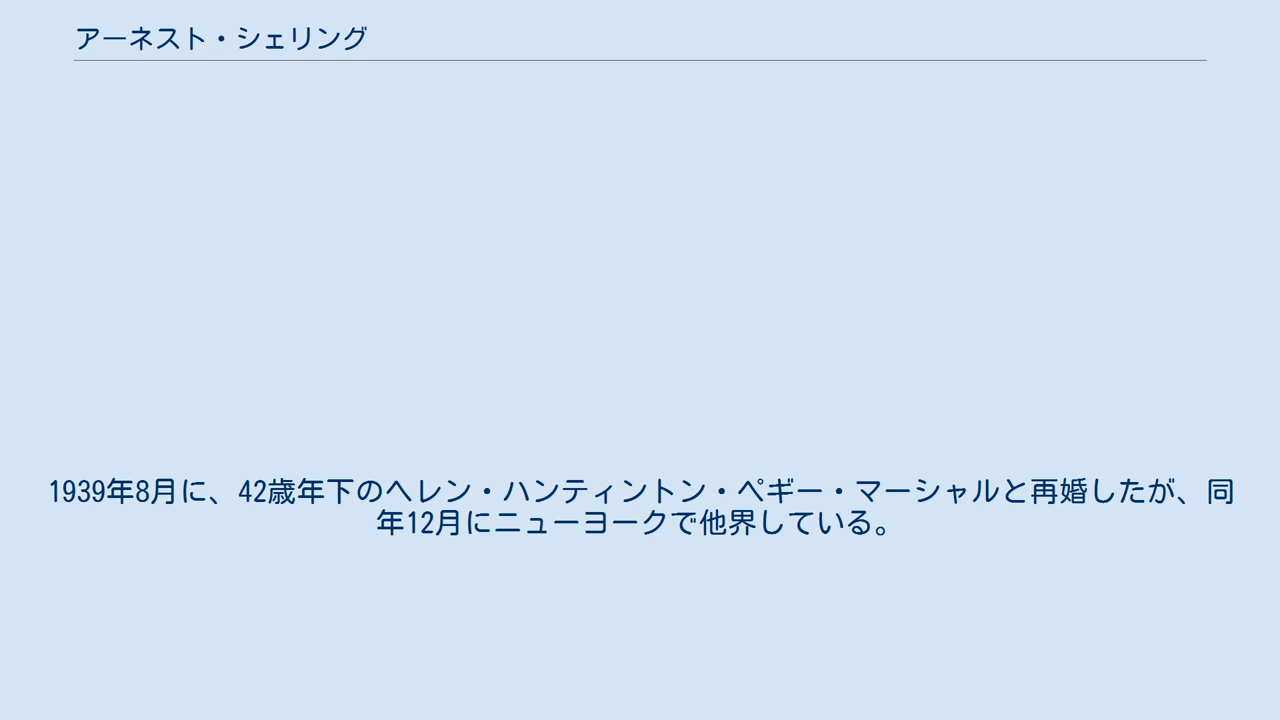 アーネスト・シェリング
1939年8月に、42歳年下のヘレン・ハンティントン・ペギー・マーシャルと再婚したが、同
年12月にニューヨークで他界している。